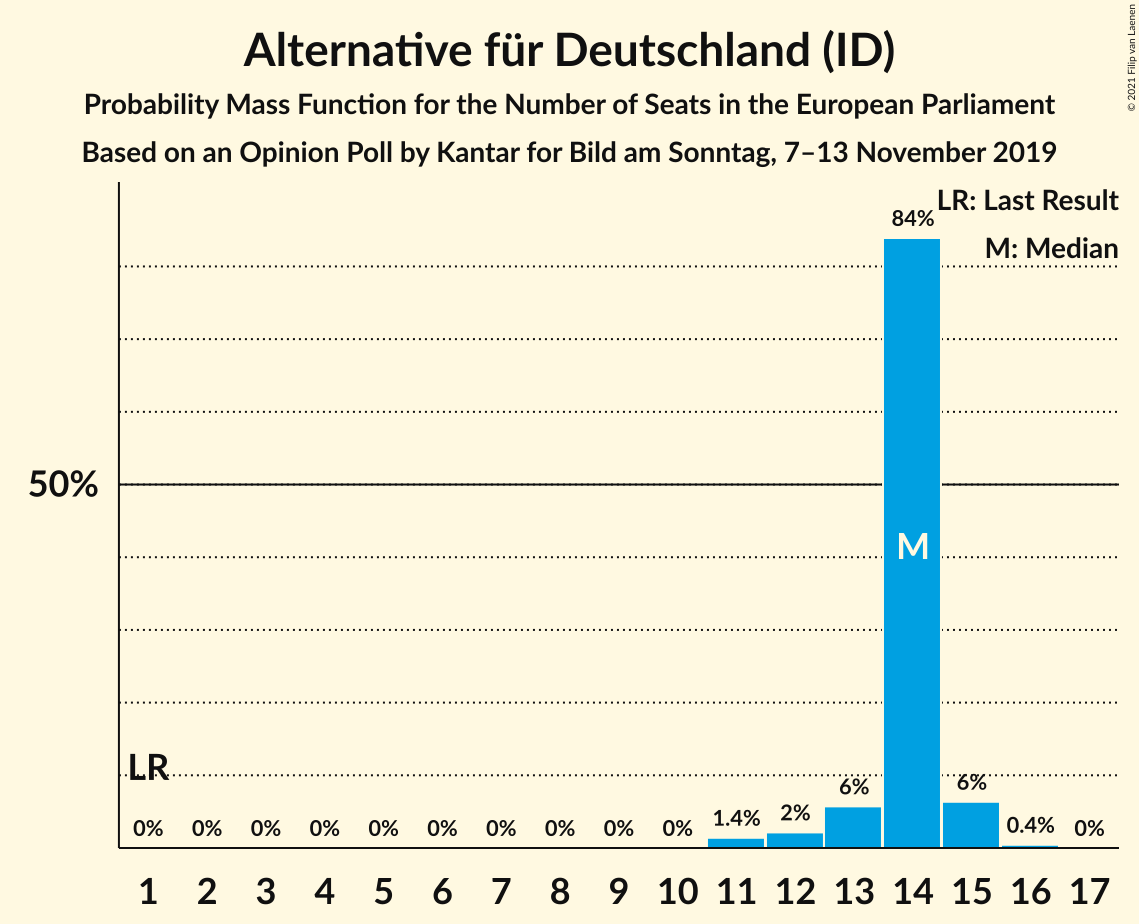 Alternative für Deutschland (ID)
Probability Mass Function for the Number of Seats in the European Parliament
Based on an Opinion Poll by Kantar for Bild am Sonntag, 7–13 November 2019
© 2021 Filip van Laenen
LR: Last Result
M: Median
84%
50%
M
LR
0% 0% 0% 0% 0% 0% 0% 0% 0% 0% 1.4% 2% 6% 6% 0.4% 0%
1 2 3 4 5 6 7 8 9 10 11 12 13 14 15 16 17